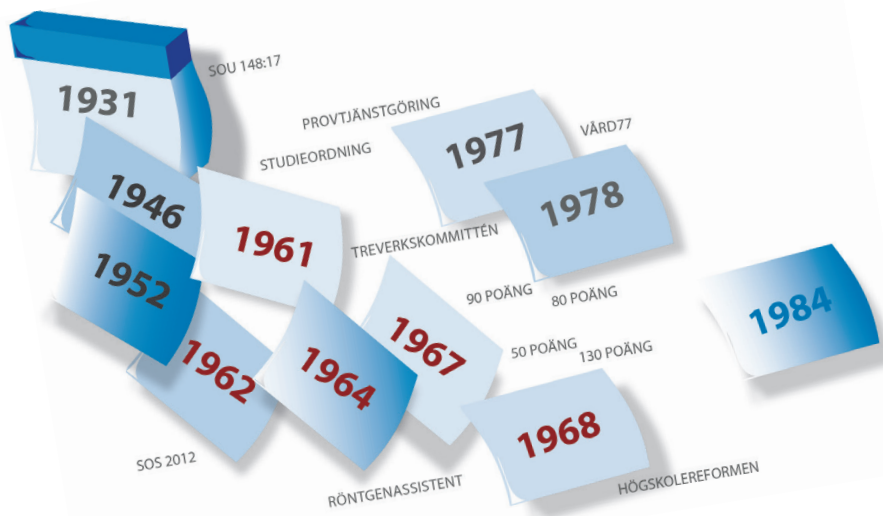 SOU 148:17
1931
PROVTJÄNSTGÖRING
STUDIEORDNING
1977
VÅRD77
1946
1961
1978
TREVERKSKOMMITTÉN
1952
90 POÄNG
80 POÄNG
1984
1962
1964
1967
50 POÄNG
130 POÄNG
1968
SOS 2012
RÖNTGENASSISTENT
HÖGSKOLEREFORMEN